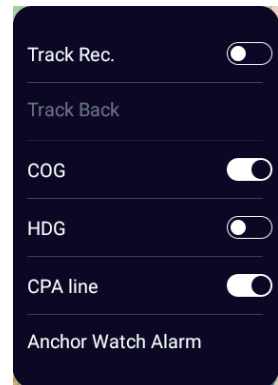 Track Rec.
Track Back
COG
HDG
CPA line
Anchor Watch Alarm